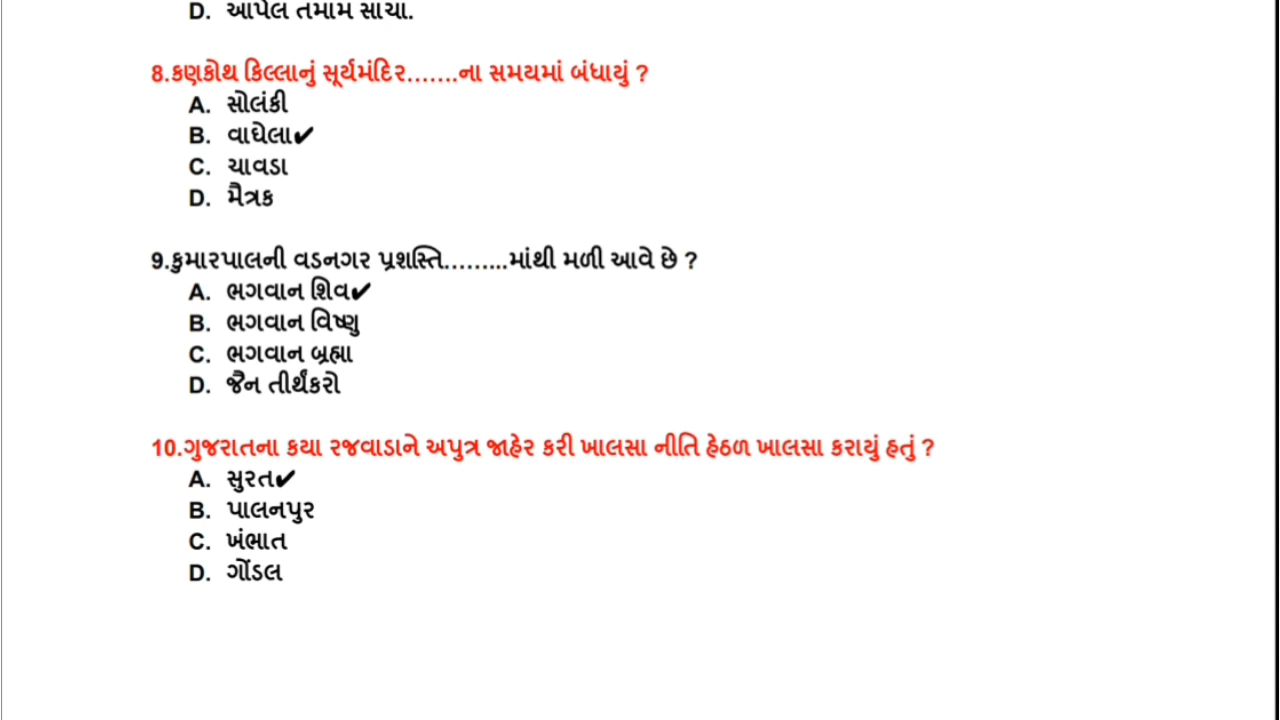 D. આપેલ તમામ સાચા.
8.કણકોથ કિલ્લાનું સૂર્યમંદિર.......ના સમયમાં બંધાયું ?
A. સોલંકી
B. વાઘેલા✔
C. ચાવડા
D. મૈત્રક
9.કુમારપાલની વડનગર પ્રશસ્તિ.........માંથી મળી આવે છે ?
A. ભગવાન શિવ✔
B. ભગવાન વિષ્ણુ
C. ભગવાન બ્રહ્મા
D. જૈન તીર્થંકરો
10.ગુજરાતના કયા રજવાડાને અપુત્ર જાહેર કરી ખાલસા નીતિ હેઠળ ખાલસા કરાયું હતું ?
A. સુરત✔
B. પાલનપુર
C. ખંભાત
D. ગોંડલ